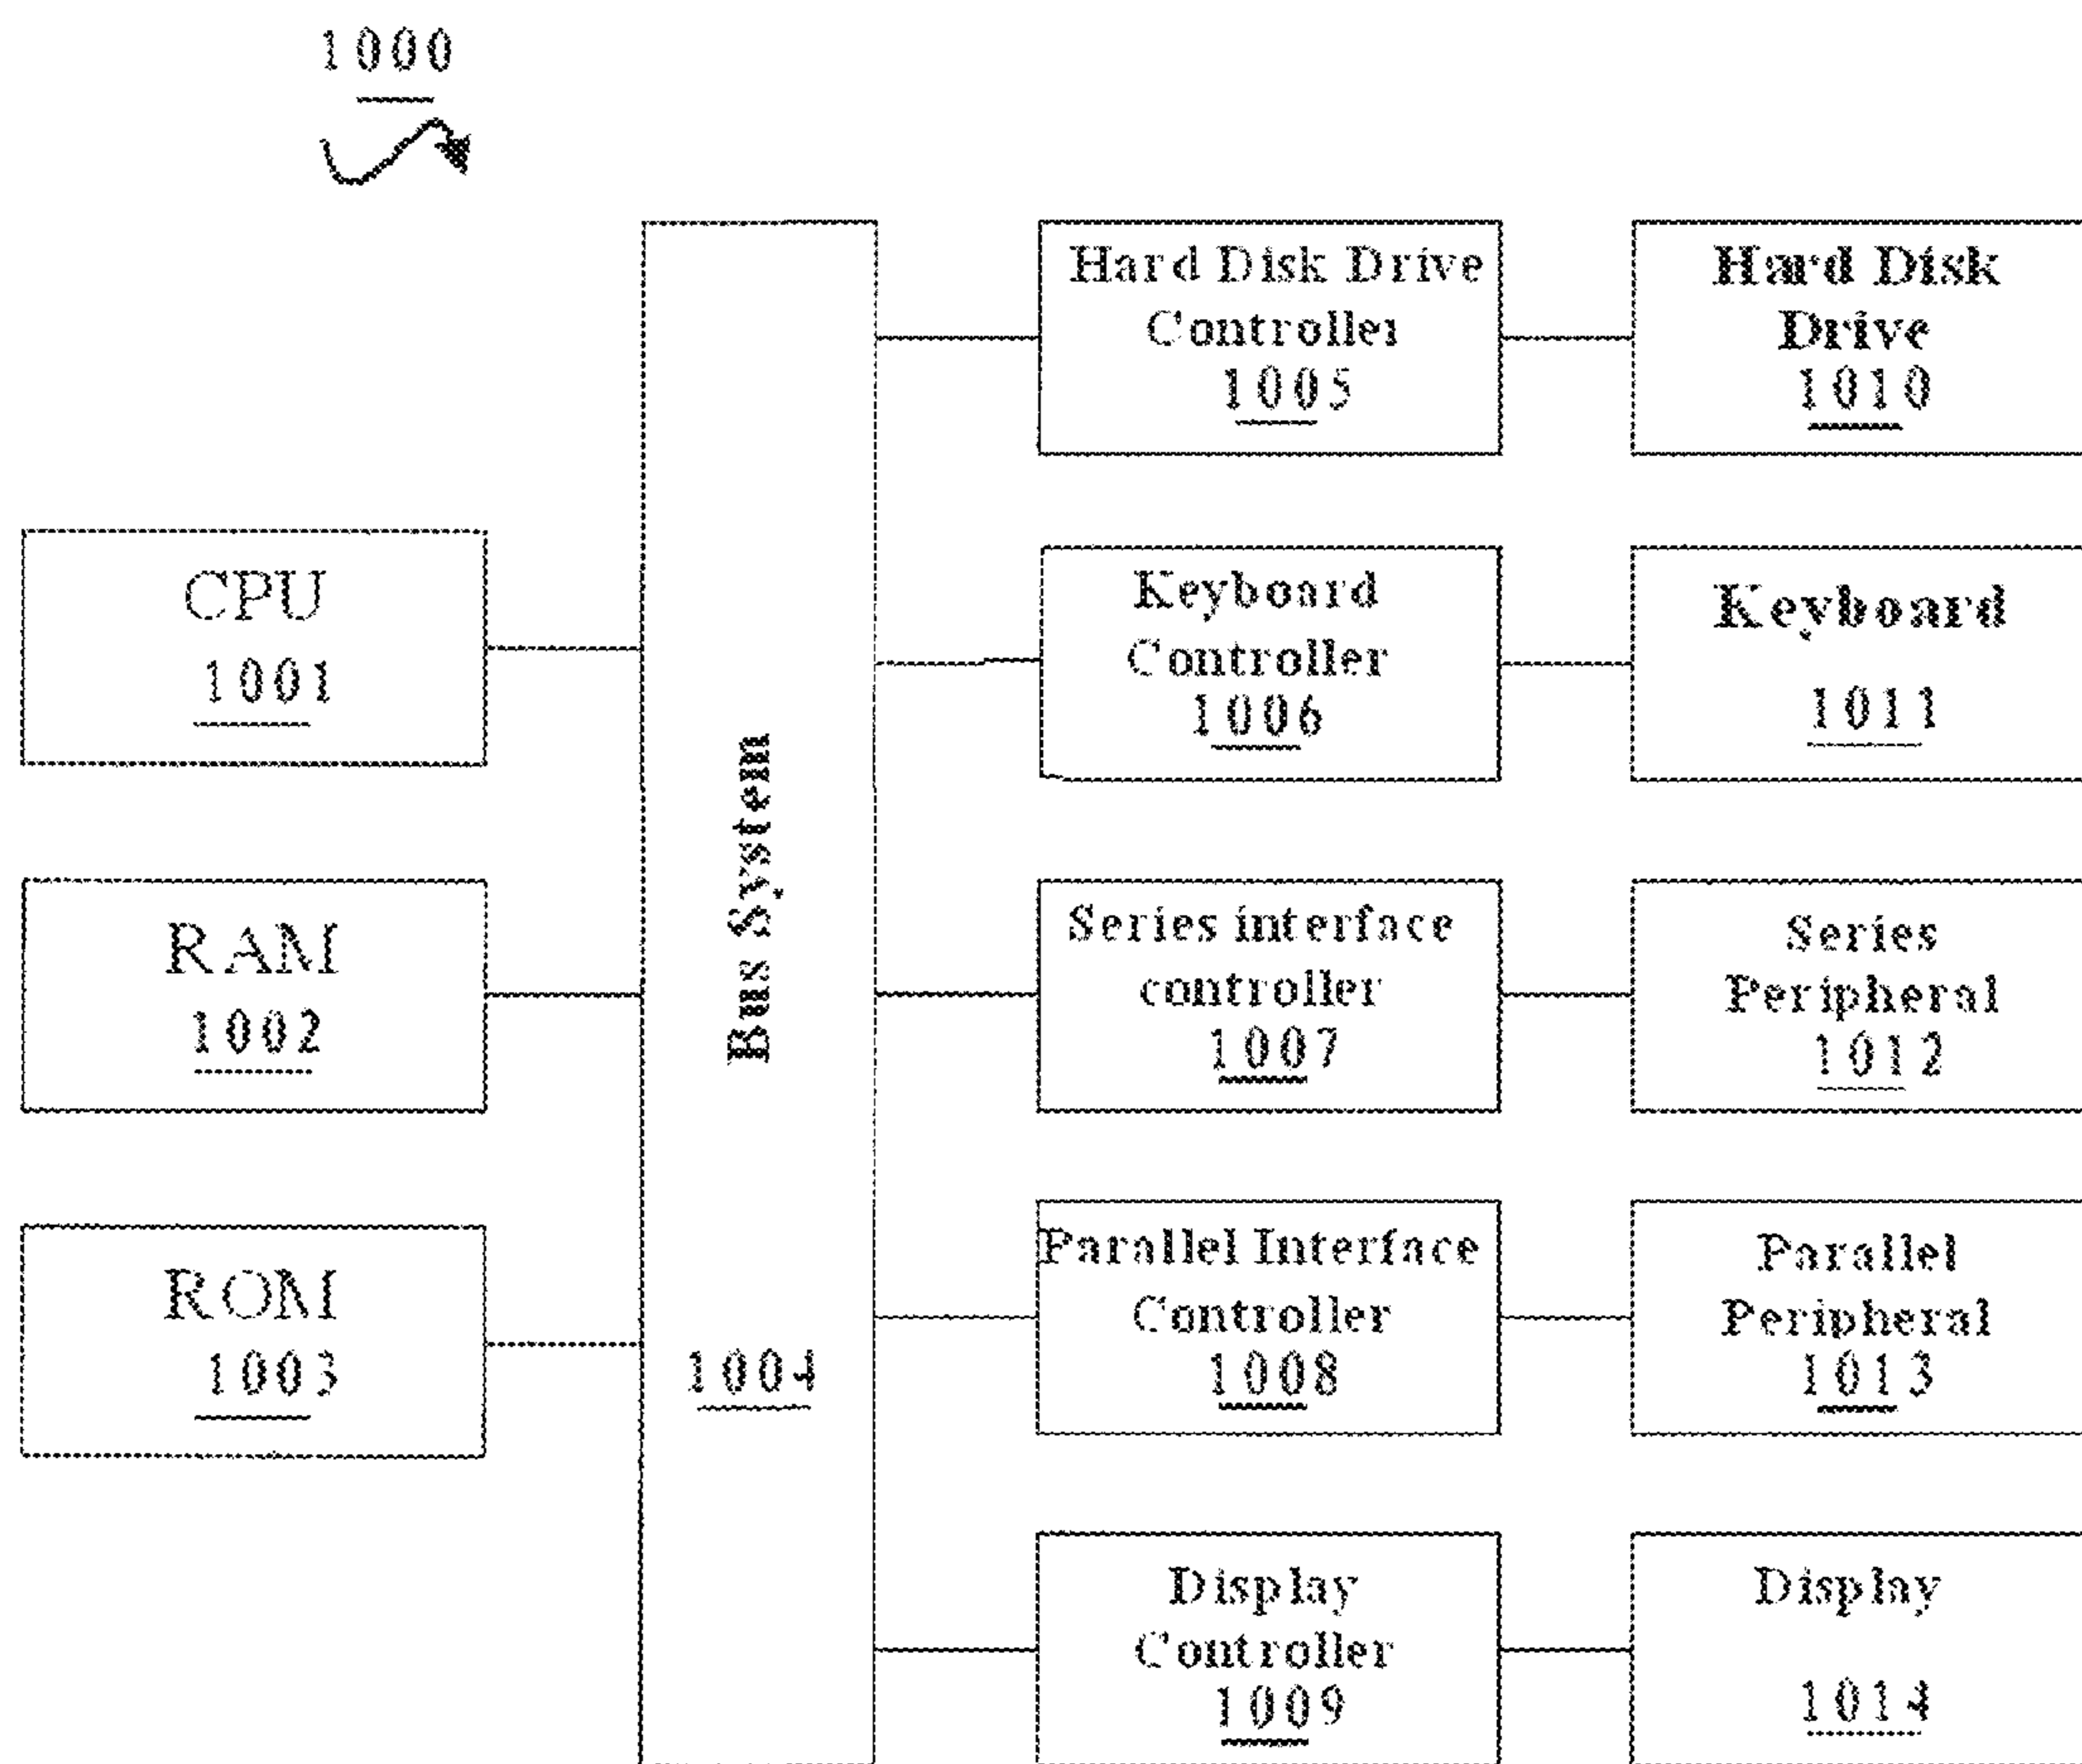 1000
CPU
1001
RAM
1002
ROM
1003
Bus System
1004
Hard Disk Drive
Controller
1005
Hard Disk
Drive
1010
Keyboard
Controller
1006
Keyboard
1011
Series interface
controller
1007
Series
Peripheral
1012
Parallel Interface
Controller
1008
Parallel
Peripheral
1013
Display
Controller
1009
Display
1014